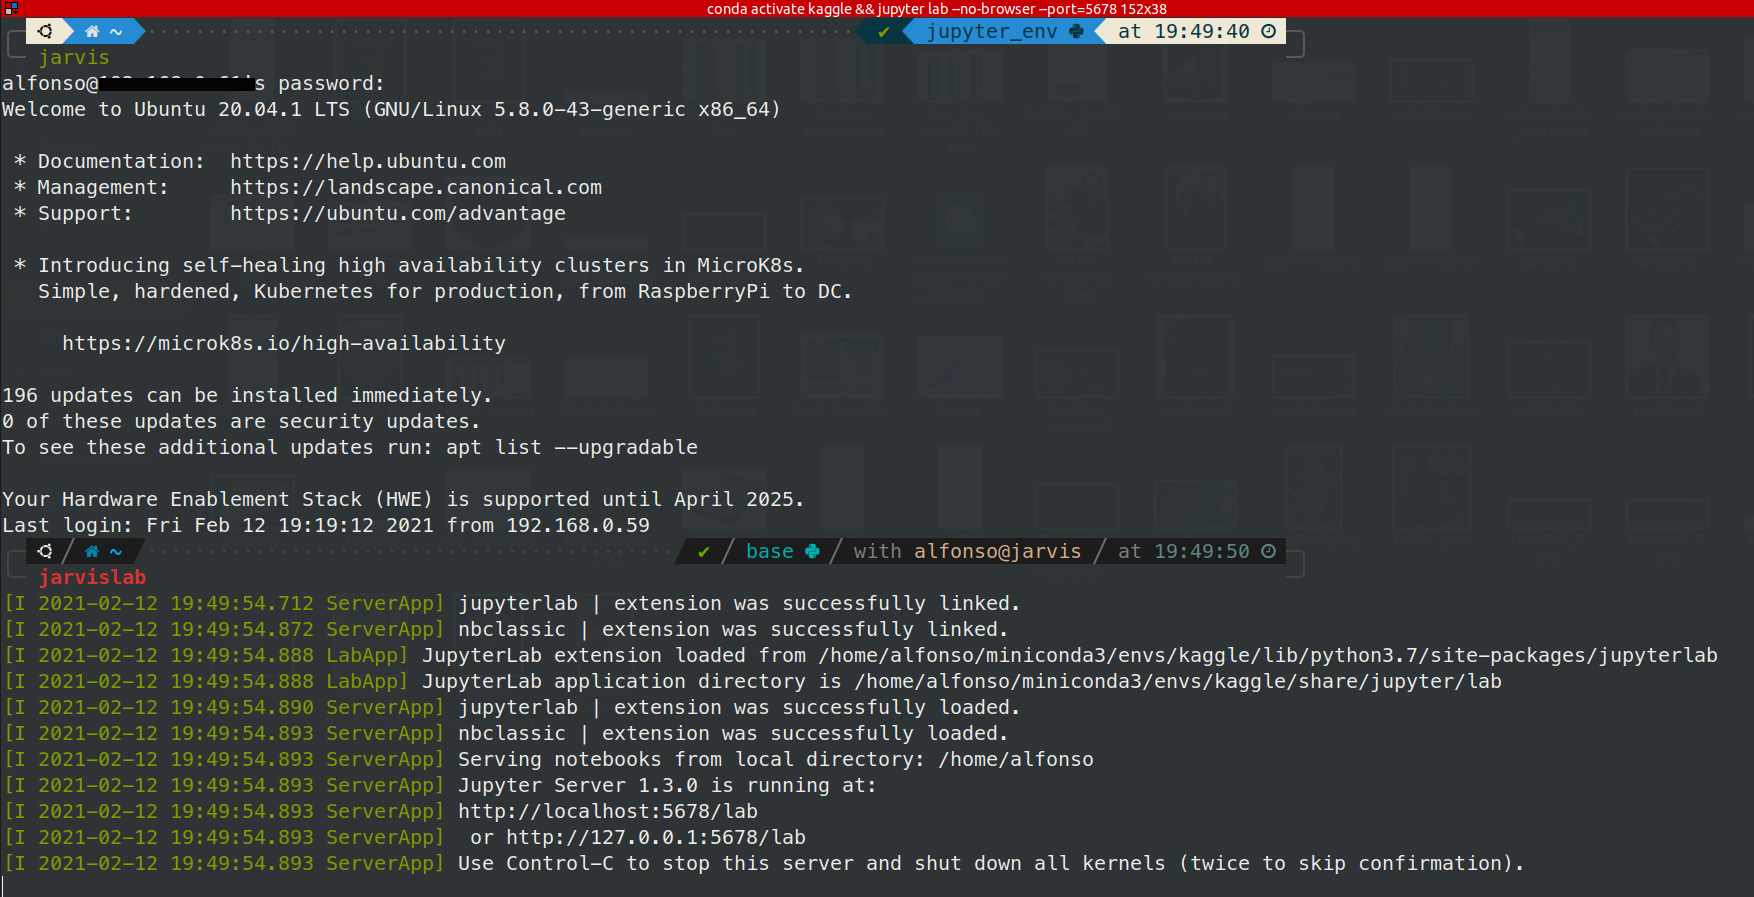 conda activate kaggle && jupyter lab --no-browser --port=5678 152x38
~ ✔ jupyter_env at 19:49:40
jarvis
alfonso@ s password:
Welcome to Ubuntu 20.04.1 LTS (GNU/Linux 5.8.0-43-generic x86_64)
* Documentation: https://help.ubuntu.com
* Management: https://landscape.canonical.com
* Support: https://ubuntu.com/advantage
* Introducing self-healing high availability clusters in MicroK8s.
Simple, hardened, Kubernetes for production, from RaspberryPi to DC.
https://microk8s.io/high-availability
196 updates can be installed immediately.
0 of these updates are security updates.
To see these additional updates run: apt list --upgradable
Your Hardware Enablement Stack (HWE) is supported until April 2025.
Last login: Fri Feb 12 19:19:12 2021 from 192.168.0.59
~ ✔ base with alfonso@jarvis at 19:49:50
jarvislab
[I 2021-02-12 19:49:54.712 ServerApp] jupyterlab | extension was successfully linked.
[I 2021-02-12 19:49:54.872 ServerApp] nbclassic | extension was successfully linked.
[I 2021-02-12 19:49:54.888 LabApp] JupyterLab extension loaded from /home/alfonso/miniconda3/envs/kaggle/lib/python3.7/site-packages/jupyterlab
[I 2021-02-12 19:49:54.888 LabApp] JupyterLab application directory is /home/alfonso/miniconda3/envs/kaggle/share/jupyter/lab
[I 2021-02-12 19:49:54.890 ServerApp] jupyterlab | extension was successfully loaded.
[I 2021-02-12 19:49:54.893 ServerApp] nbclassic | extension was successfully loaded.
[I 2021-02-12 19:49:54.893 ServerApp] Serving notebooks from local directory: /home/alfonso
[I 2021-02-12 19:49:54.893 ServerApp] Jupyter Server 1.3.0 is running at:
[I 2021-02-12 19:49:54.893 ServerApp] http://localhost:5678/lab
[I 2021-02-12 19:49:54.893 ServerApp]  or http://127.0.0.1:5678/lab
[I 2021-02-12 19:49:54.893 ServerApp] Use Control-C to stop this server and shut down all kernels (twice to skip confirmation).